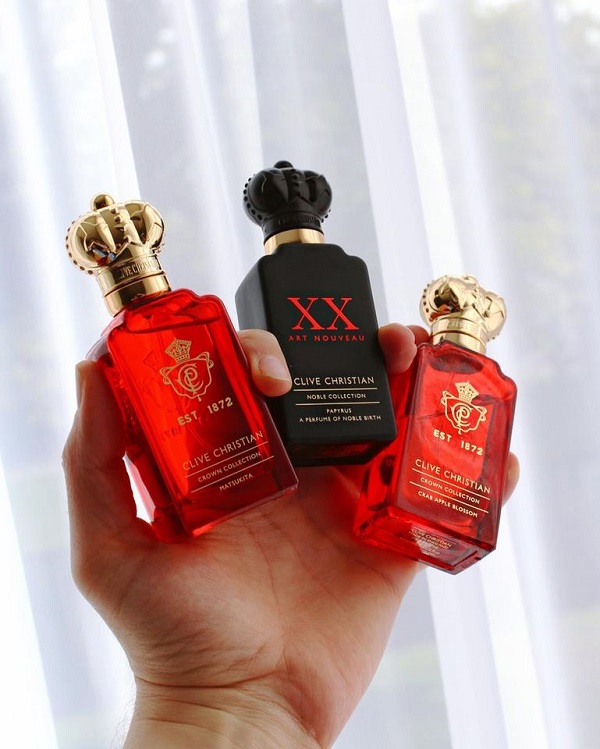 EST 1872
CLIVE CHRISTIAN
CROWN COLLECTION
MATSUKITA
XX
ART NOUVEAU
CLIVE CHRISTIAN
NOBLE COLLECTION
PAPYRUS
A PERFUME OF NOBLE BIRTH
EST 1872
CLIVE CHRISTIAN
CROWN COLLECTION
CRAB APPLE BLOSSOM